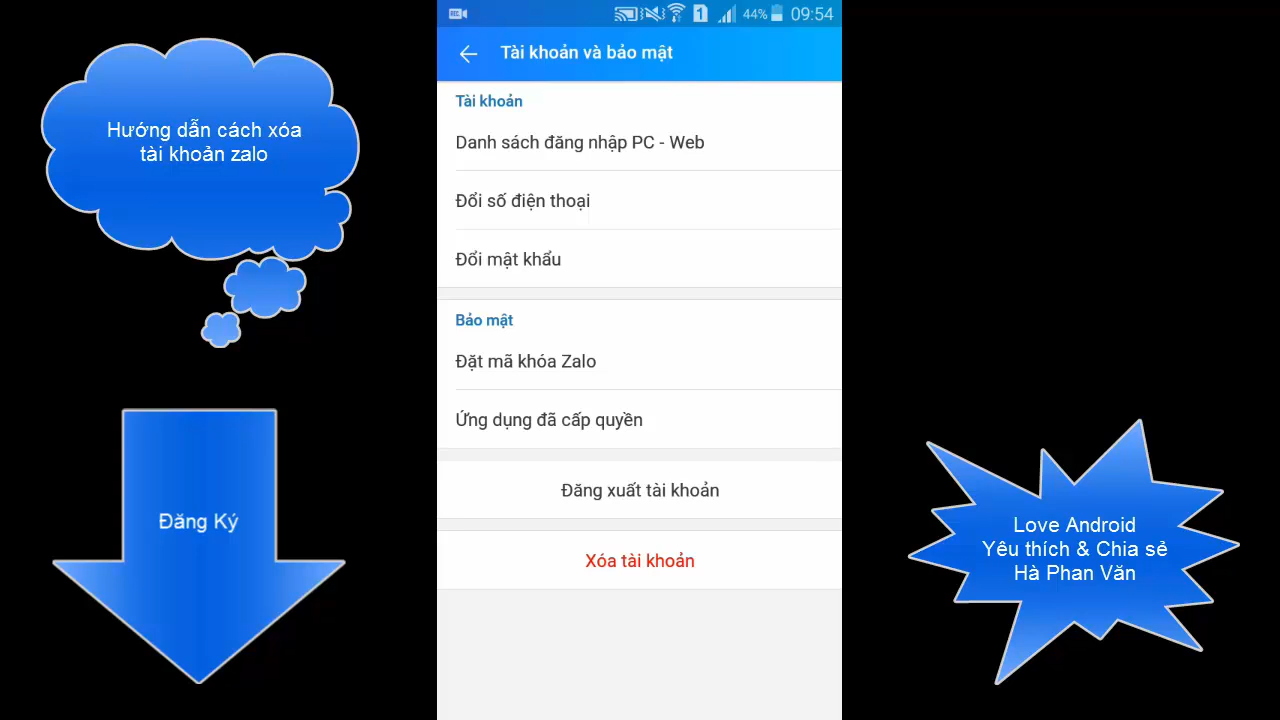 Hướng dẫn cách xóa
tài khoản zalo
Đăng Ký
REC
1
44%
09:54
Tài khoản và bảo mật
Tài khoản
Danh sách đăng nhập PC - Web
Đổi số điện thoại
Đổi mật khẩu
Bảo mật
Đặt mã khóa Zalo
Ứng dụng đã cấp quyền
Đăng xuất tài khoản
Xóa tài khoản
Love Android
Yêu thích & Chia sẻ
Hà Phan Văn